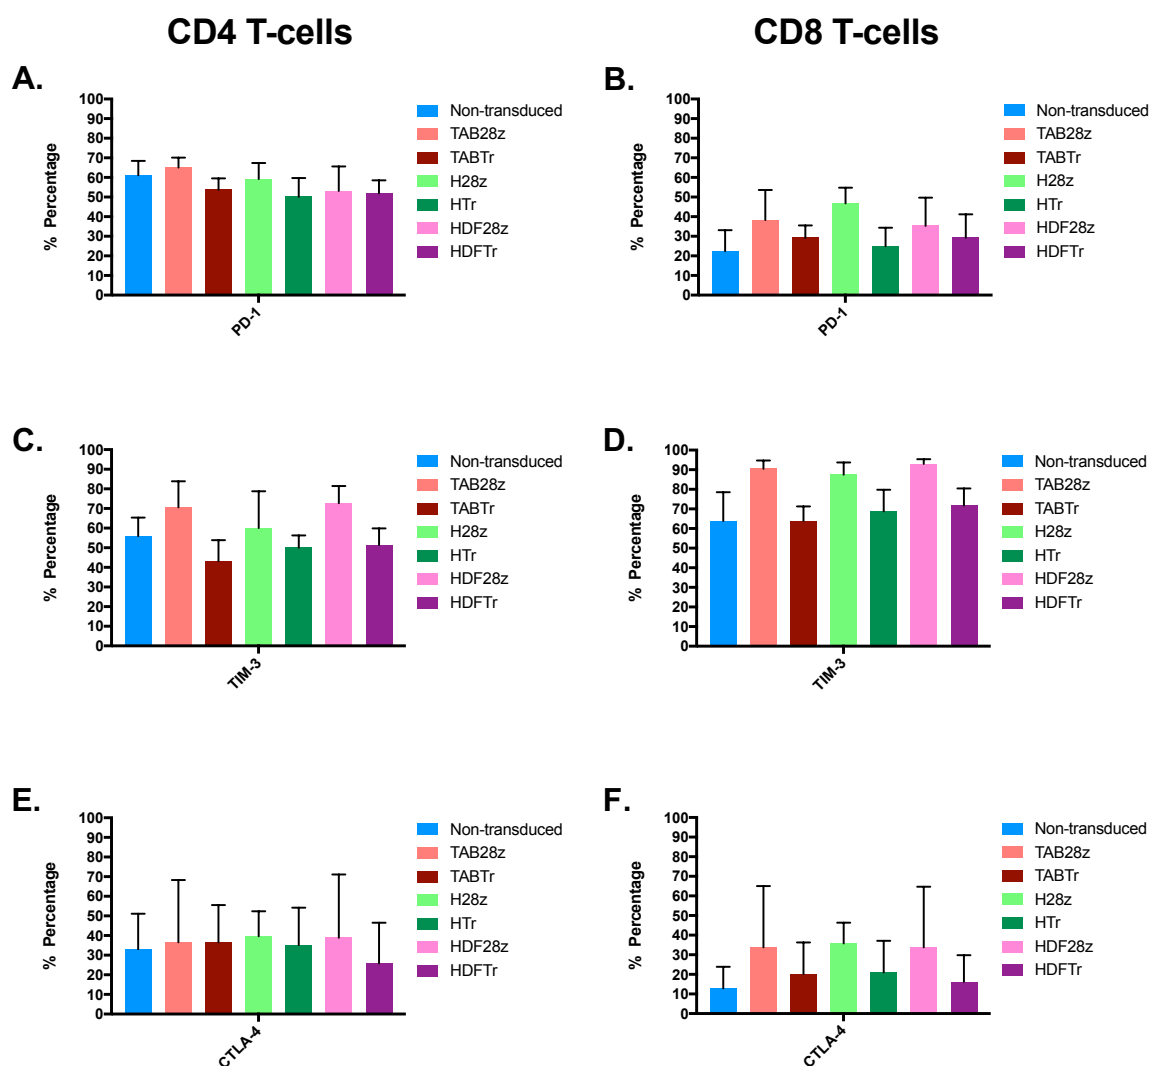 CD4 T-cells
CD8 T-cells
A.
% Percentage
100
90
80
70
60
50
40
30
20
10
0
PD-1
Non-transduced
TAB28z
TABTr
H28z
HTr
HDF28z
HDFTr
B.
% Percentage
100
90
80
70
60
50
40
30
20
10
0
PD-1
Non-transduced
TAB28z
TABTr
H28z
HTr
HDF28z
HDFTr
C.
% Percentage
100
90
80
70
60
50
40
30
20
10
0
TIM-3
Non-transduced
TAB28z
TABTr
H28z
HTr
HDF28z
HDFTr
D.
% Percentage
100
90
80
70
60
50
40
30
20
10
0
TIM-3
Non-transduced
TAB28z
TABTr
H28z
HTr
HDF28z
HDFTr
E.
% Percentage
100
90
80
70
60
50
40
30
20
10
0
CTLA-4
Non-transduced
TAB28z
TABTr
H28z
HTr
HDF28z
HDFTr
F.
% Percentage
100
90
80
70
60
50
40
30
20
10
0
CTLA-4
Non-transduced
TAB28z
TABTr
H28z
HTr
HDF28z
HDFTr